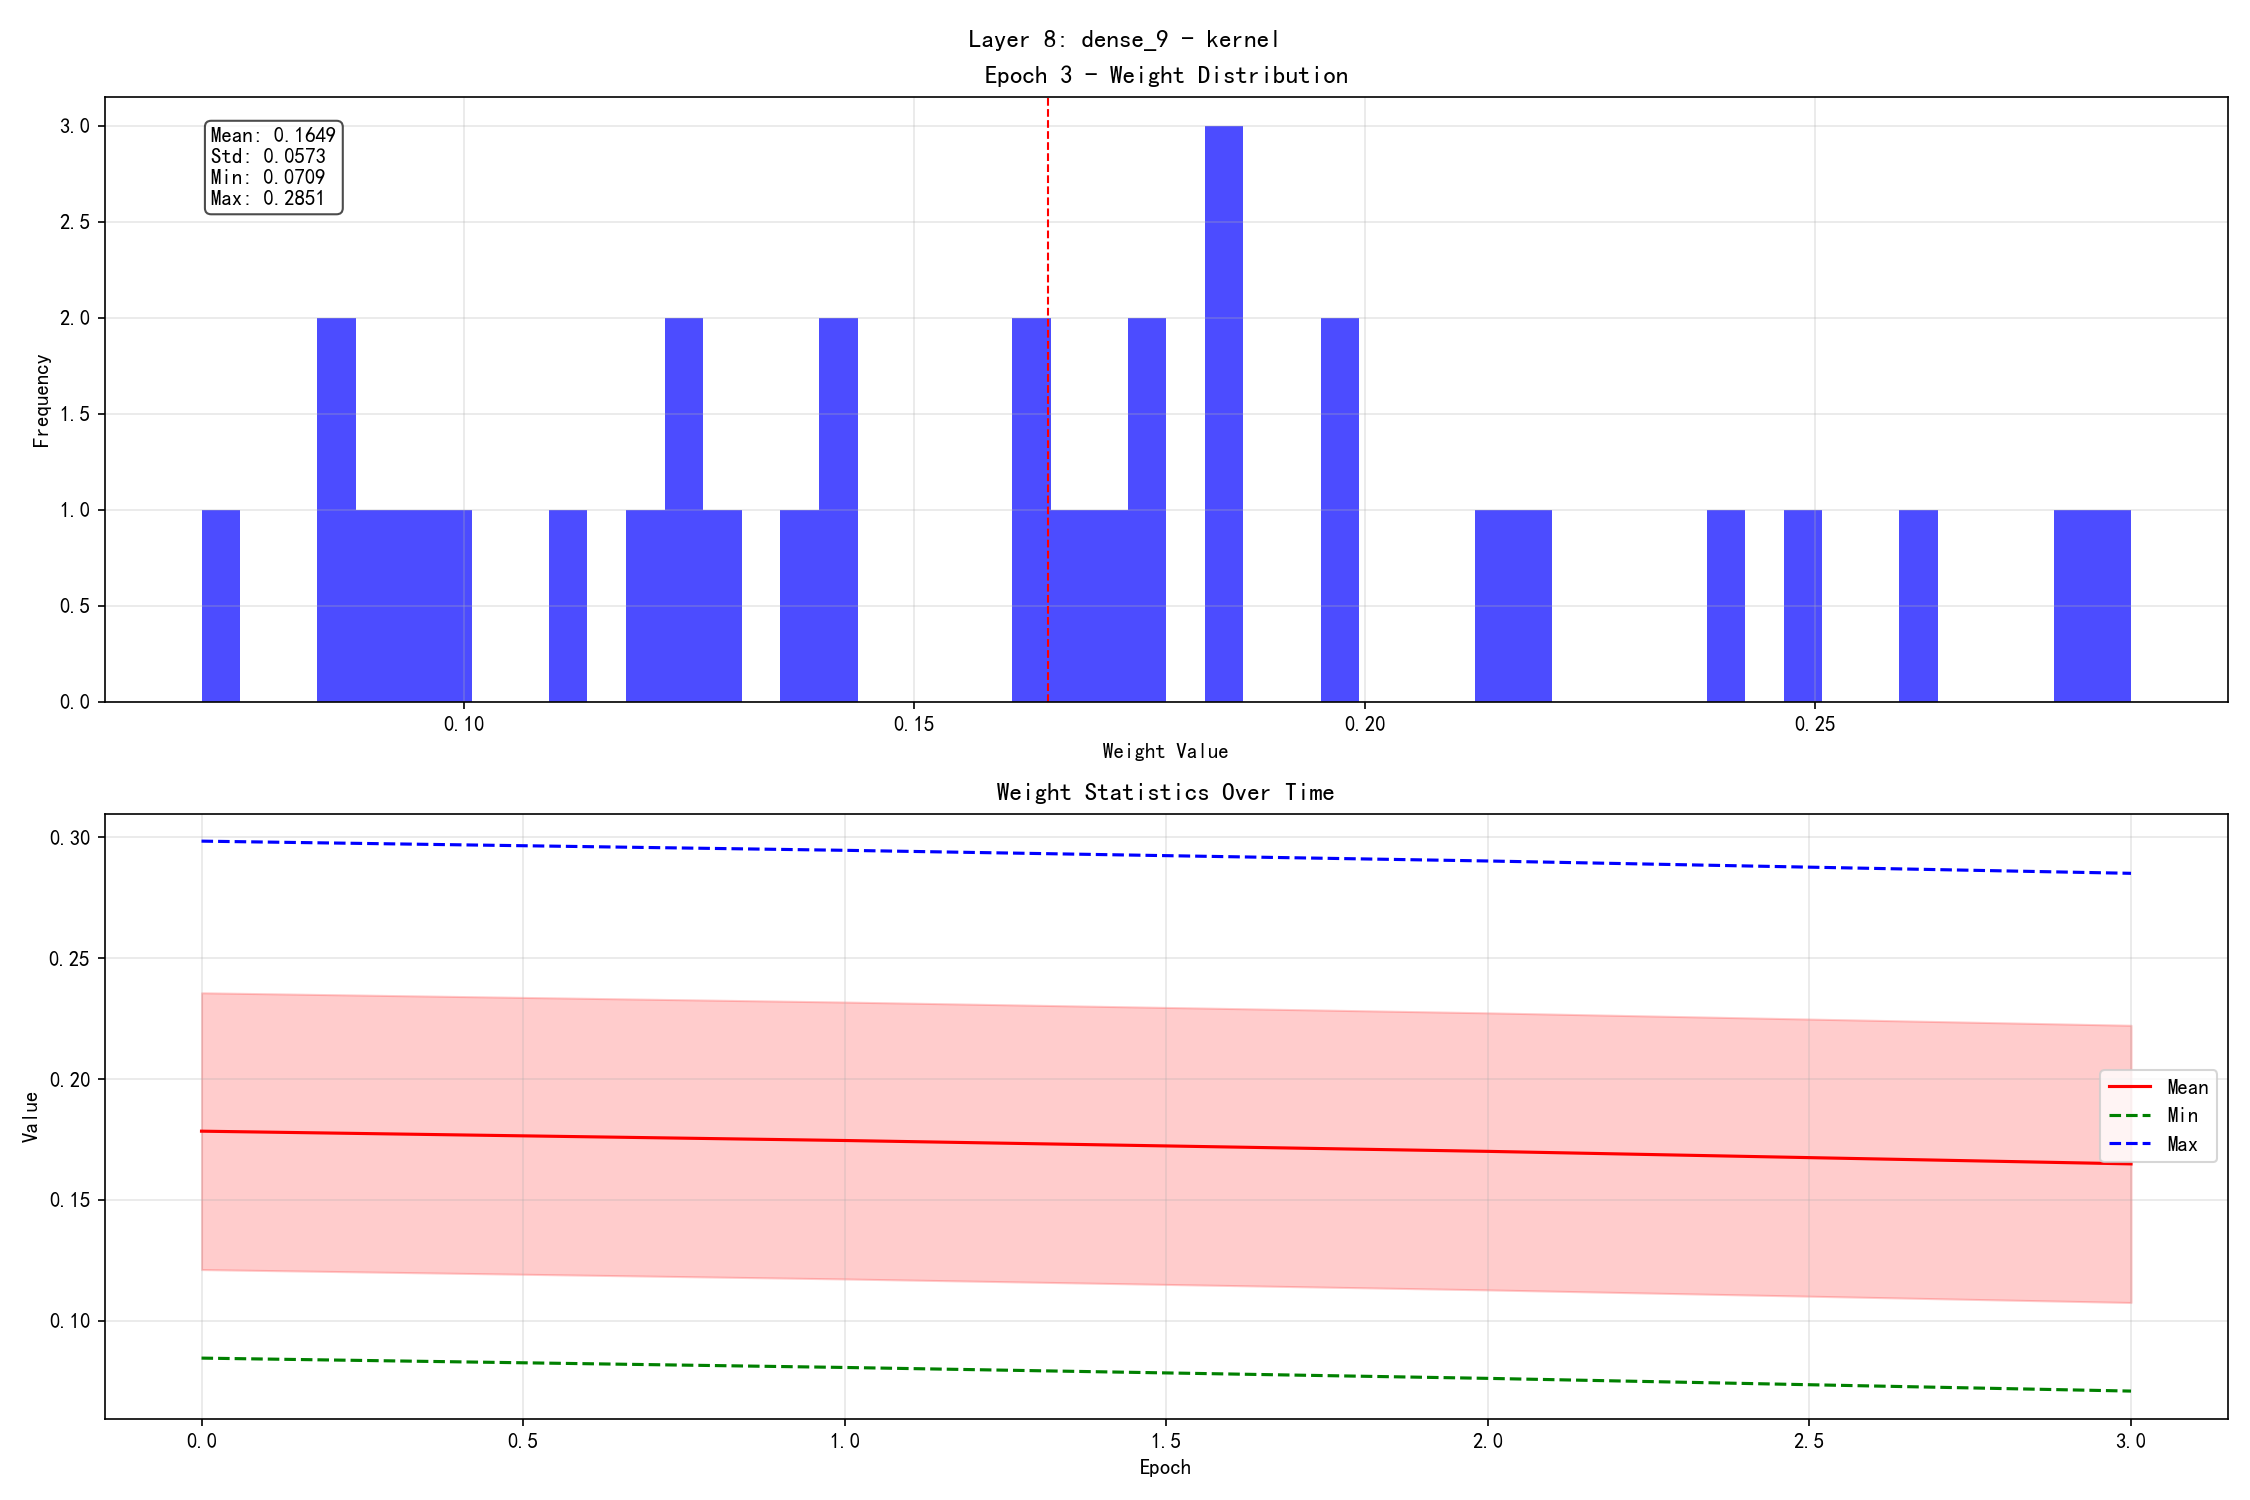 Layer 8: dense_9 - kernel
Epoch 3 - Weight Distribution
Mean: 0.1649
Std: 0.0573
Min: 0.0709
Max: 0.2851
3.0
2.5
2.0
1.5
1.0
0.5
0.0
Frequency
0.10 0.15 0.20 0.25
Weight Value
Weight Statistics Over Time
0.30
0.25
0.20
0.15
0.10
Value
Mean
Min
Max
0.0 0.5 1.0 1.5 2.0 2.5 3.0
Epoch